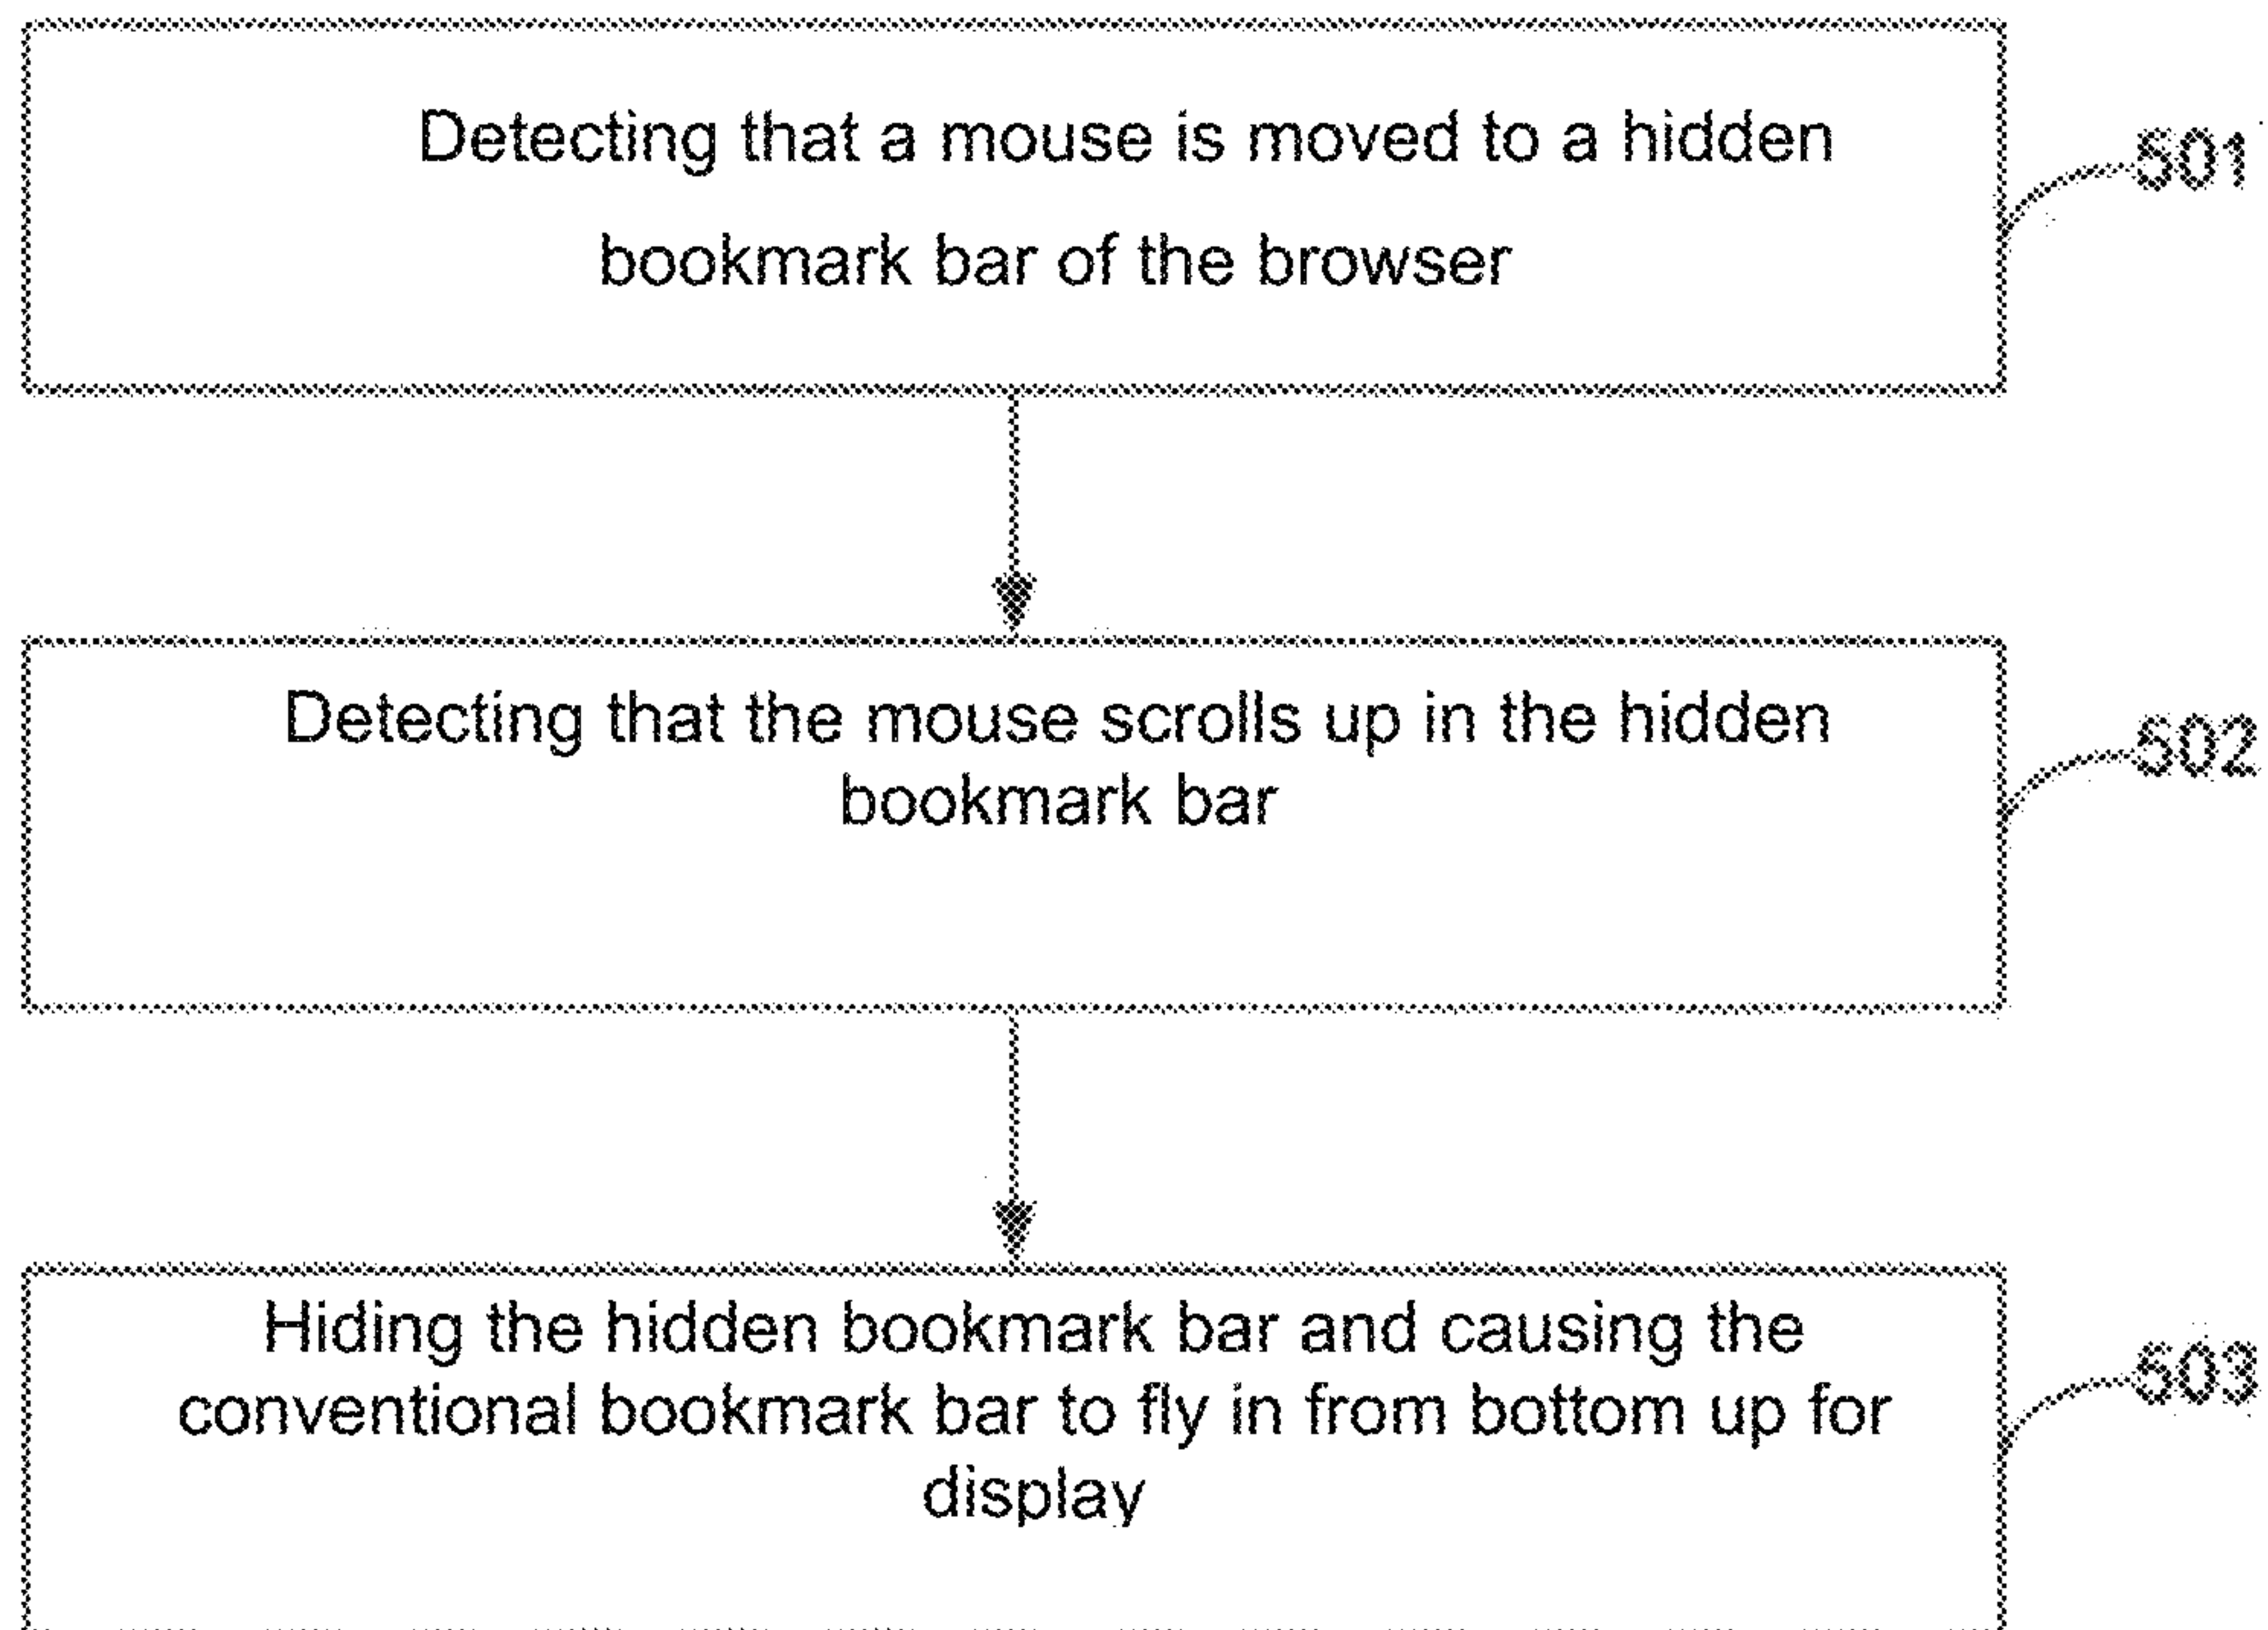 Detecting that a mouse is moved to a hidden
bookmark bar of the browser
501
Detecting that the mouse scrolls up in the hidden
bookmark bar
502
Hiding the hidden bookmark bar and causing the
conventional bookmark bar to fly in from bottom up for
display
503